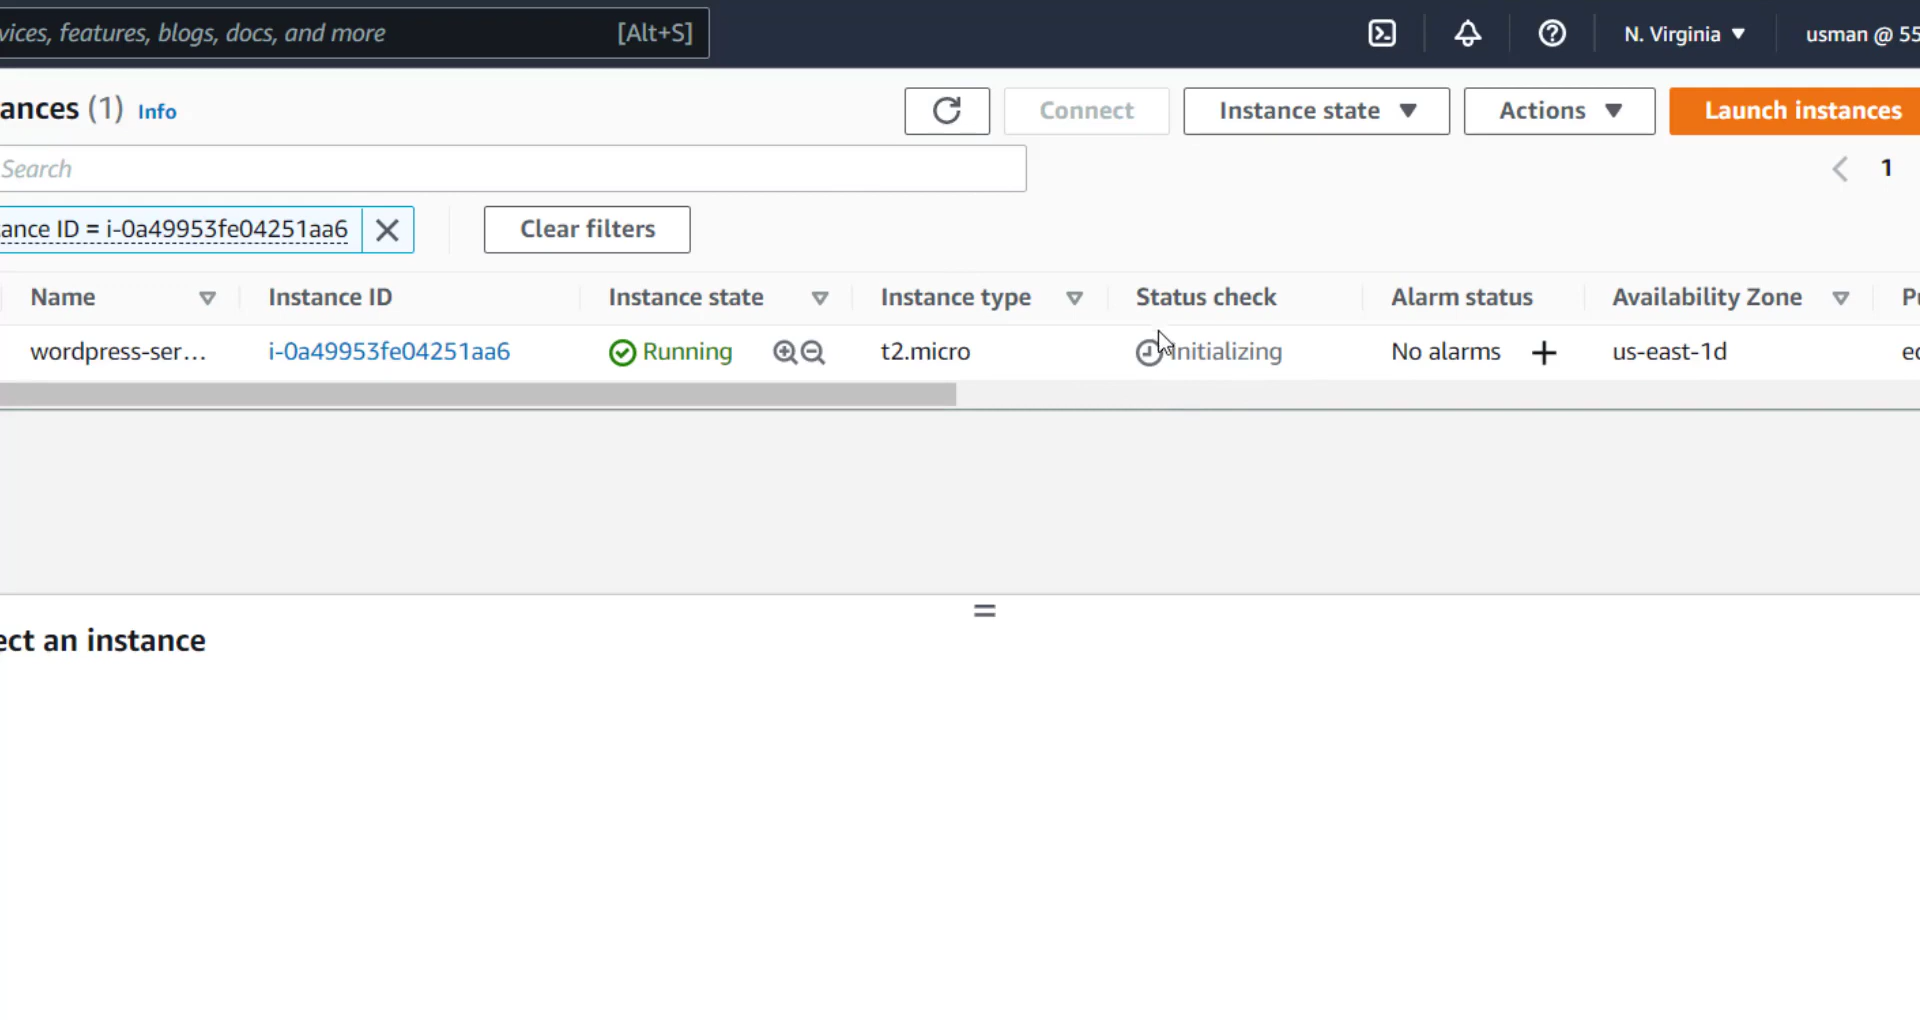 vices, features, blogs, docs, and more [Alt+S] N. Virginia usman @ 55
ances (1) Info Connect Instance state Actions Launch instances
Search 1
ance ID = i-0a49953fe04251aa6 Clear filters
Name Instance ID Instance state Instance type Status check Alarm status Availability Zone
wordpress-ser... i-0a49953fe04251aa6 Running t2.micro Initializing No alarms us-east-1d
ect an instance